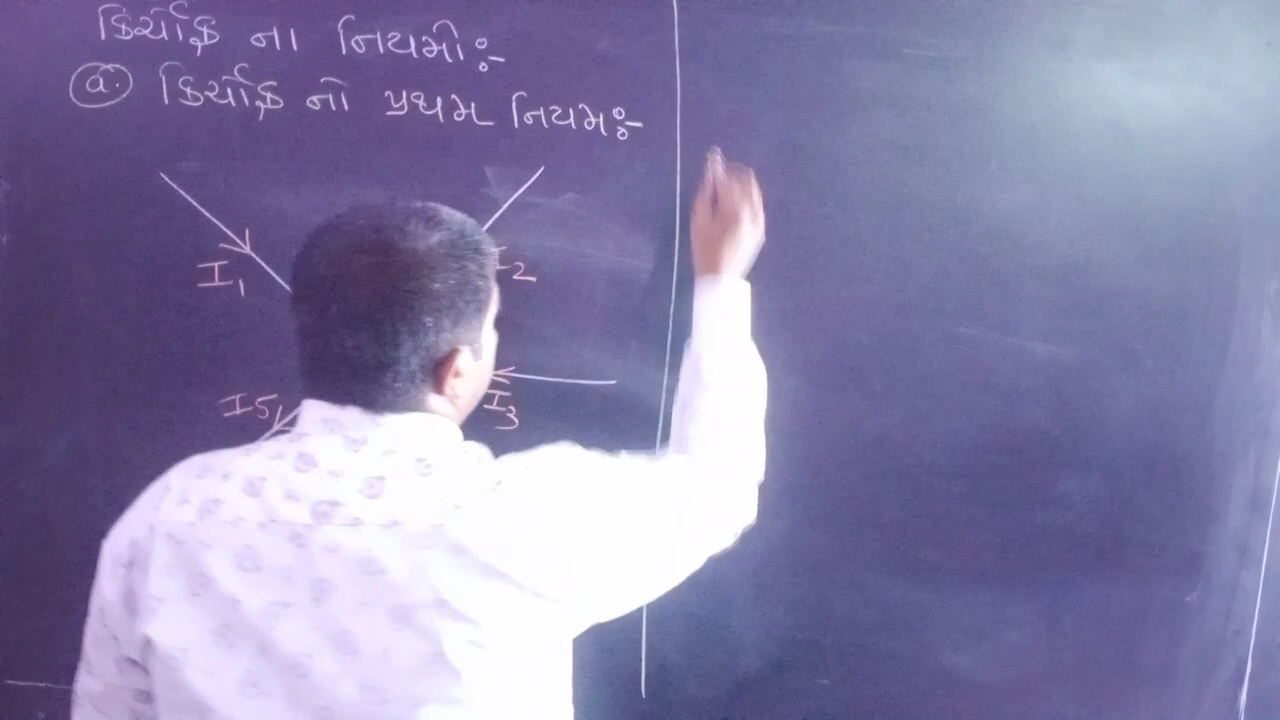 કિર્ચોફ ના નિયમો:-
(a.) કિર્ચોફ નો પ્રથમ નિયમ:-
I₁
I₂
I₃
I₅